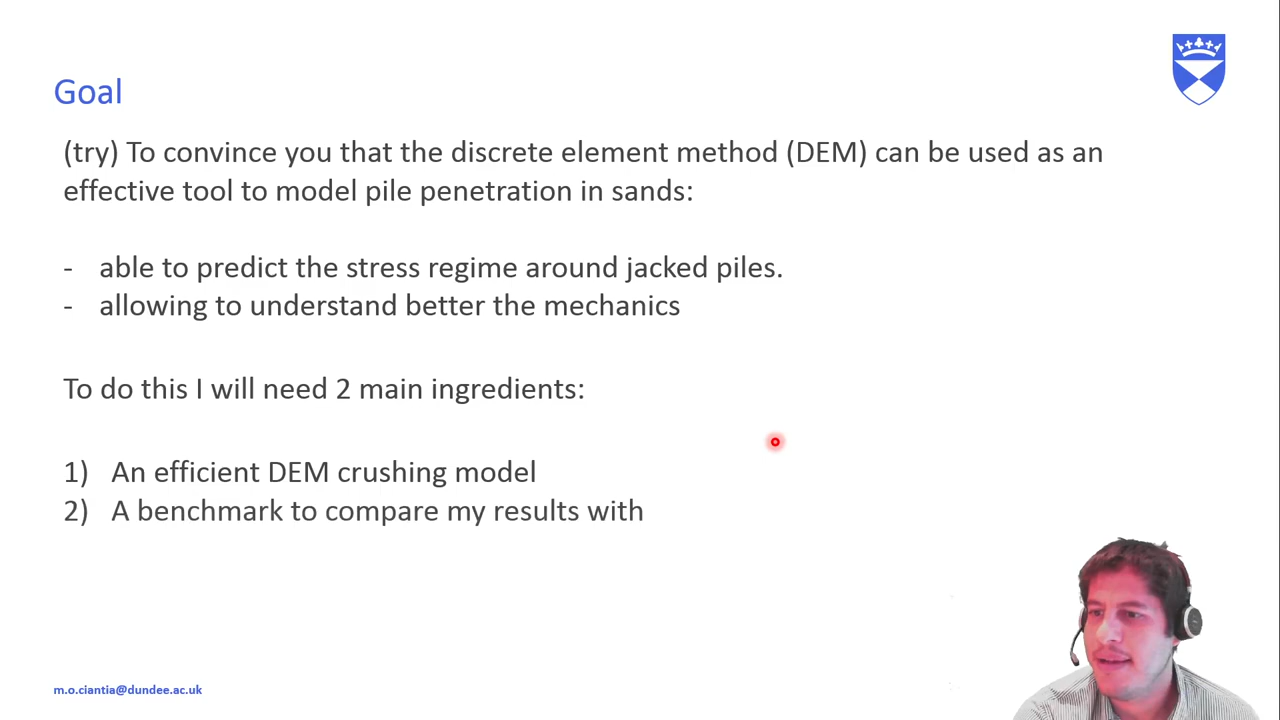 Goal
(try) To convince you that the discrete element method (DEM) can be used as an
effective tool to model pile penetration in sands:
- able to predict the stress regime around jacked piles.
- allowing to understand better the mechanics
To do this I will need 2 main ingredients:
1) An efficient DEM crushing model
2) A benchmark to compare my results with
m.o.ciantia@dundee.ac.uk